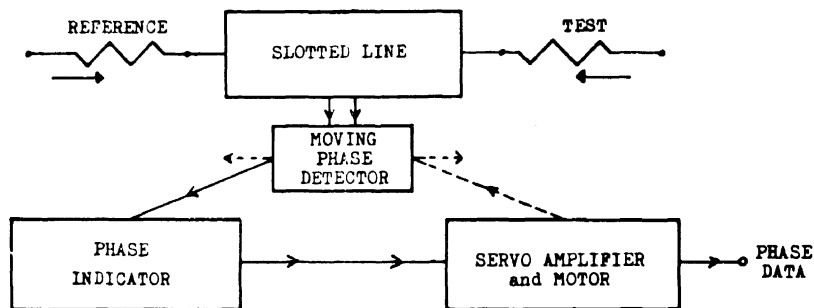 REFERENCE
SLOTTED LINE
TEST
MOVING
PHASE
DETECTOR
PHASE
INDICATOR
SERVO AMPLIFIER
and MOTOR
PHASE
DATA